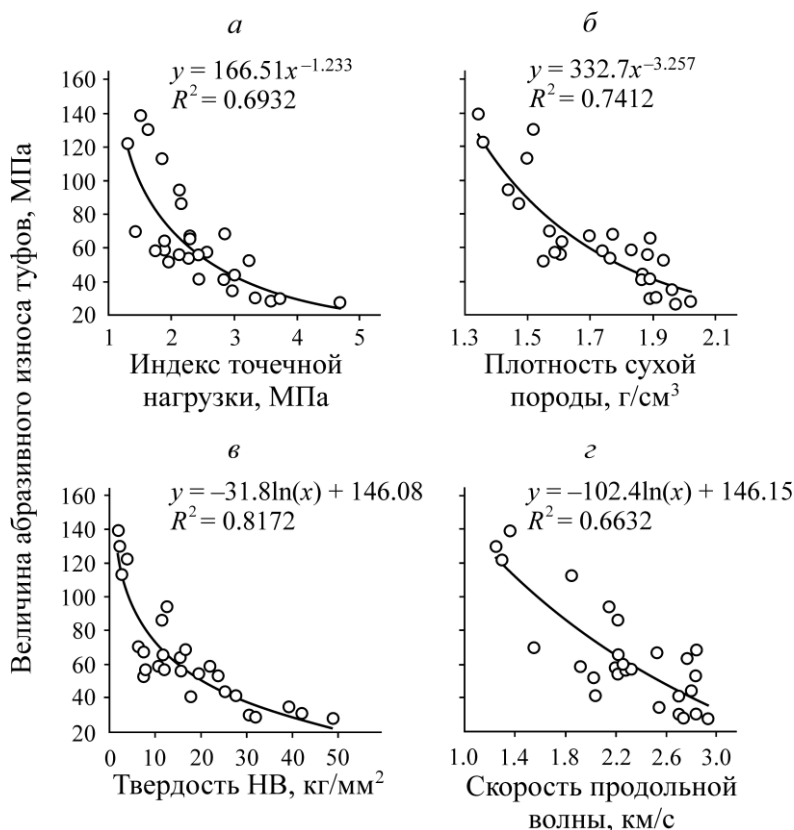 Величина абразивного износа туфов, МПа
а
y = 166.51x^–1.233
R² = 0.6932
160
140
120
100
80
60
40
20
1 2 3 4 5
Индекс точечной
нагрузки, МПа
б
y = 332.7x^–3.257
R² = 0.7412
1.3 1.5 1.7 1.9 2.1
Плотность сухой
породы, г/см³
в
y = –31.8ln(x) + 146.08
R² = 0.8172
160
140
120
100
80
60
40
20
0 10 20 30 40 50
Твердость НВ, кг/мм²
г
y = –102.4ln(x) + 146.15
R² = 0.6632
1.0 1.4 1.8 2.2 2.6 3.0
Скорость продольной
волны, км/с